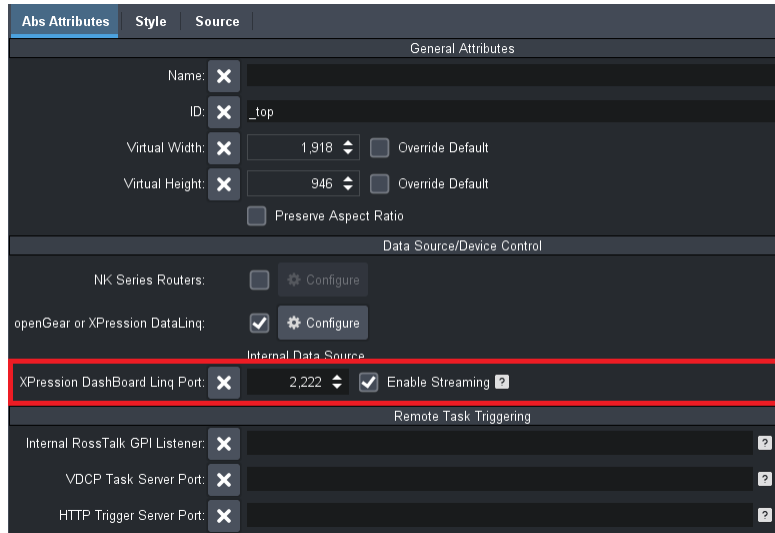 Abs Attributes Style Source
General Attributes
Name:
ID: _top
Virtual Width: 1,918 Override Default
Virtual Height: 946 Override Default
Preserve Aspect Ratio
Data Source/Device Control
NK Series Routers: Configure
openGear or XPression DataLinq: Configure
Internal Data Source
XPression DashBoard Linq Port: 2,222 Enable Streaming ?
Remote Task Triggering
Internal RossTalk GPI Listener: ?
VDCP Task Server Port: ?
HTTP Trigger Server Port: ?